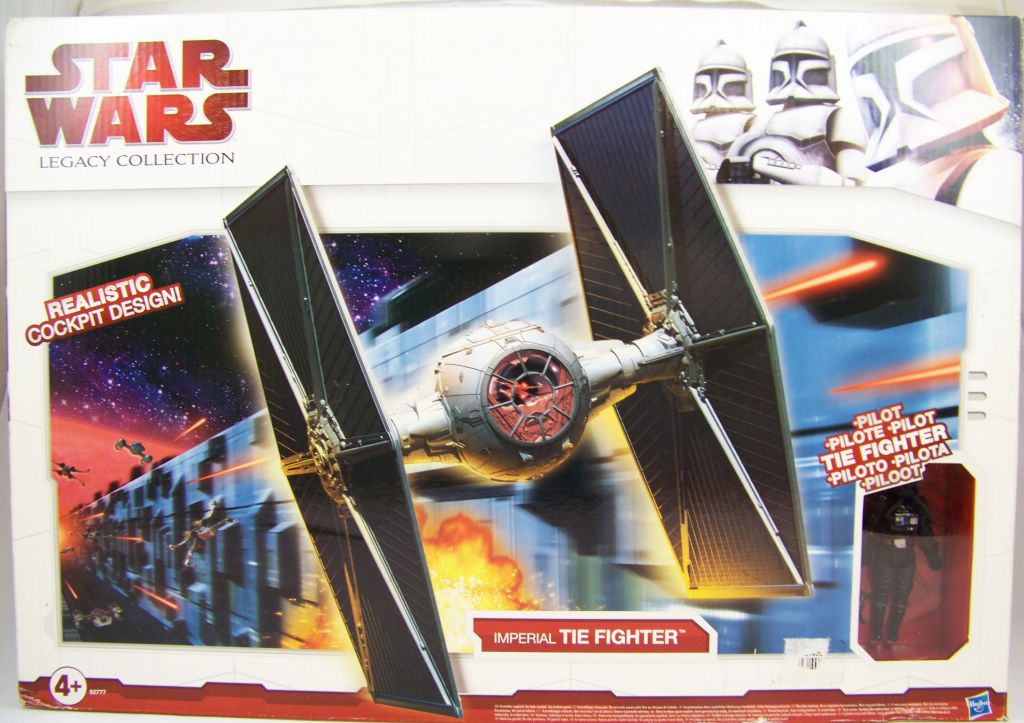 STAR
WARS
LEGACY COLLECTION
REALISTIC
COCKPIT DESIGN!
•PILOT
•PILOTE •PILOT
TIE FIGHTER
•PILOTO •PILOTA
•PILOOT
IMPERIAL TIE FIGHTER™
4+
92777
Hasbro